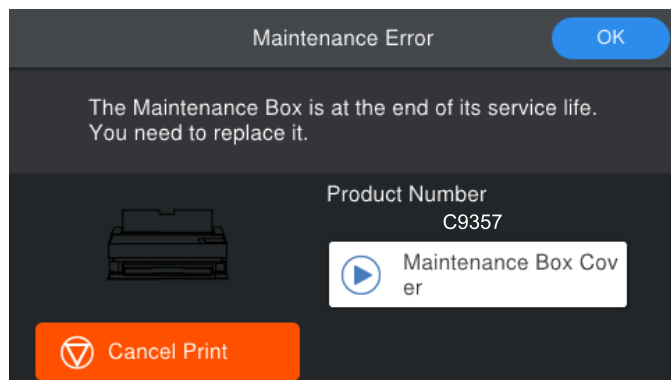 Maintenance Error
OK
The Maintenance Box is at the end of its service life.
You need to replace it.
Product Number
C9357
Maintenance Box Cov
er
Cancel Print